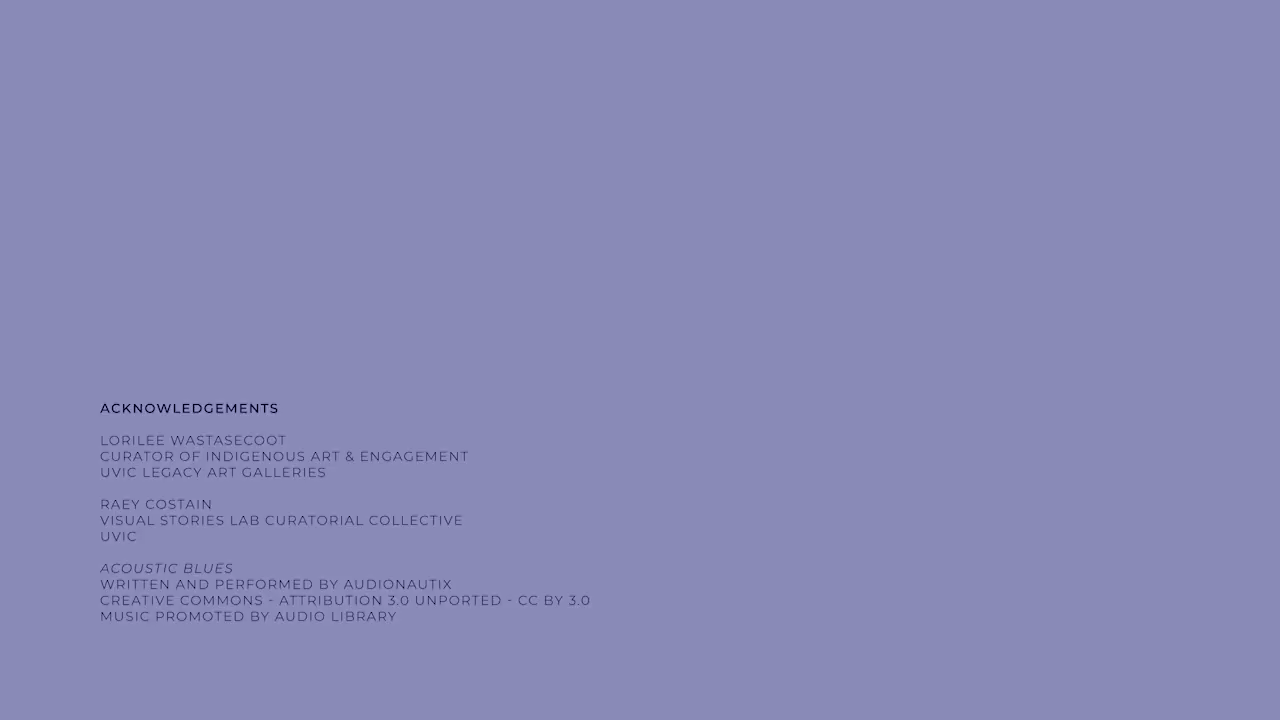 ACKNOWLEDGEMENTS
LORILEE WASTASECOOT
CURATOR OF INDIGENOUS ART & ENGAGEMENT
UVIC LEGACY ART GALLERIES
RAEY COSTAIN
VISUAL STORIES LAB CURATORIAL COLLECTIVE
UVIC
ACOUSTIC BLUES
WRITTEN AND PERFORMED BY AUDIONAUTIX
CREATIVE COMMONS - ATTRIBUTION 3.0 UNPORTED - CC BY 3.0
MUSIC PROMOTED BY AUDIO LIBRARY